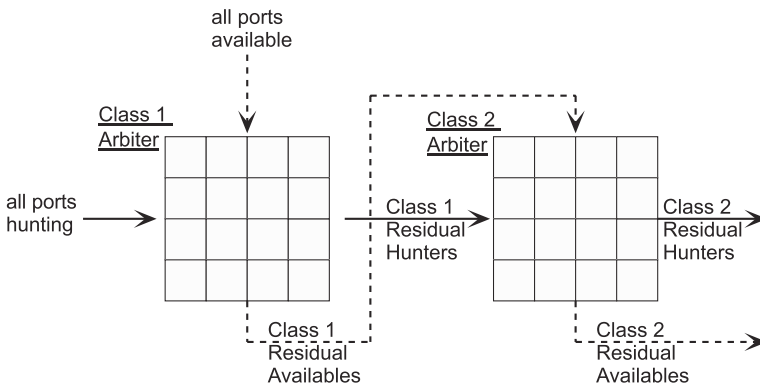 all ports
available
Class 1
Arbiter
all ports
hunting
Class 1
Residual
Availables
Class 1
Residual
Hunters
Class 2
Arbiter
Class 2
Residual
Hunters
Class 2
Residual
Availables